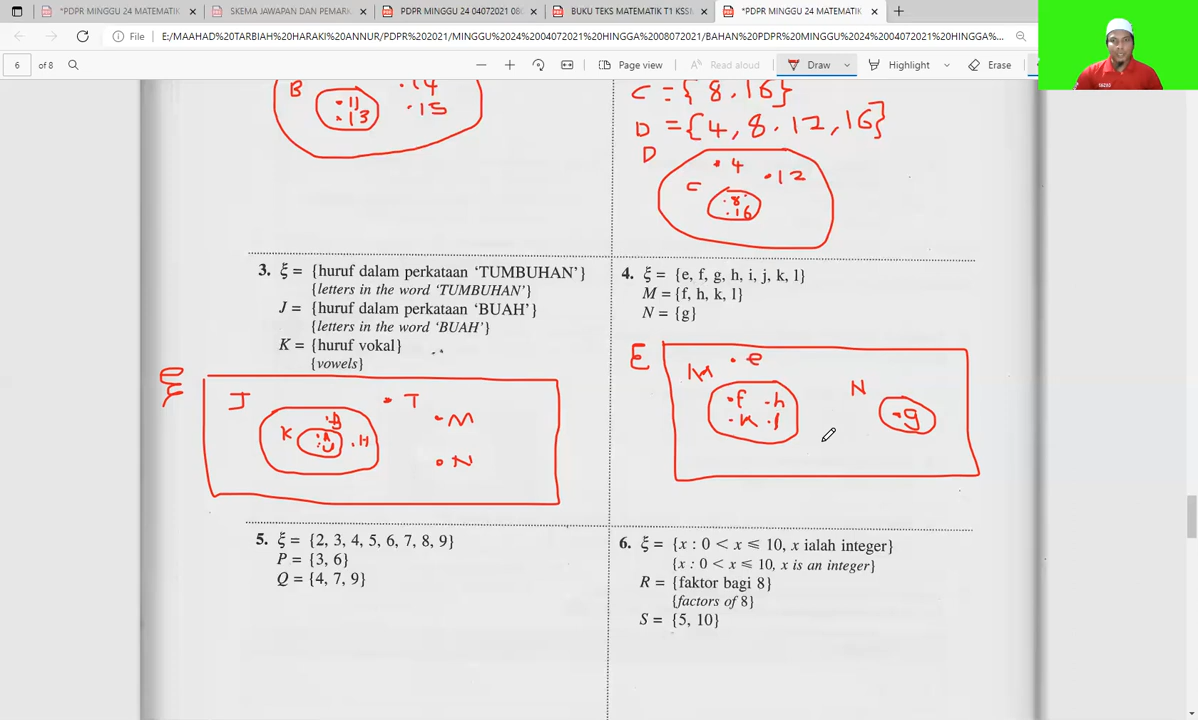 *PDPR MINGGU 24 MATEMATIK
SKEMA JAWAPAN DAN PEMARK
PDPR MINGGU 24 04072021 08
BUKU TEKS MATEMATIK T1 KSSM
*PDPR MINGGU 24 MATEMATIK
File
E:/MAAHAD%20TARBIAH%20HARAKI%20ANNUR/PDPR%202021/MINGGU%2024%2004072021%20HINGGA%2008072021/BAHAN%20PDPR%20MINGGU%2024%2004072021%20HINGGA%2...
6 of 8
Page view
Read aloud
Draw
Highlight
Erase
B
.14
.11
.15
.13
C = {8, 16}
D = {4, 8, 12, 16}
D
.4
.12
C
.8
.16
3. ξ = {huruf dalam perkataan ‘TUMBUHAN’}
{letters in the word ‘TUMBUHAN’}
J = {huruf dalam perkataan ‘BUAH’}
{letters in the word ‘BUAH’}
K = {huruf vokal}
{vowels}
ξ
J
.T
.M
.B
K
.A
.H
.U
.N
4. ξ = {e, f, g, h, i, j, k, l}
M = {f, h, k, l}
N = {g}
M
.e
N
.f .h
.k .l
.g
5. ξ = {2, 3, 4, 5, 6, 7, 8, 9}
P = {3, 6}
Q = {4, 7, 9}
6. ξ = {x : 0 < x ⩽ 10, x ialah integer}
{x : 0 < x ⩽ 10, x is an integer}
R = {faktor bagi 8}
{factors of 8}
S = {5, 10}